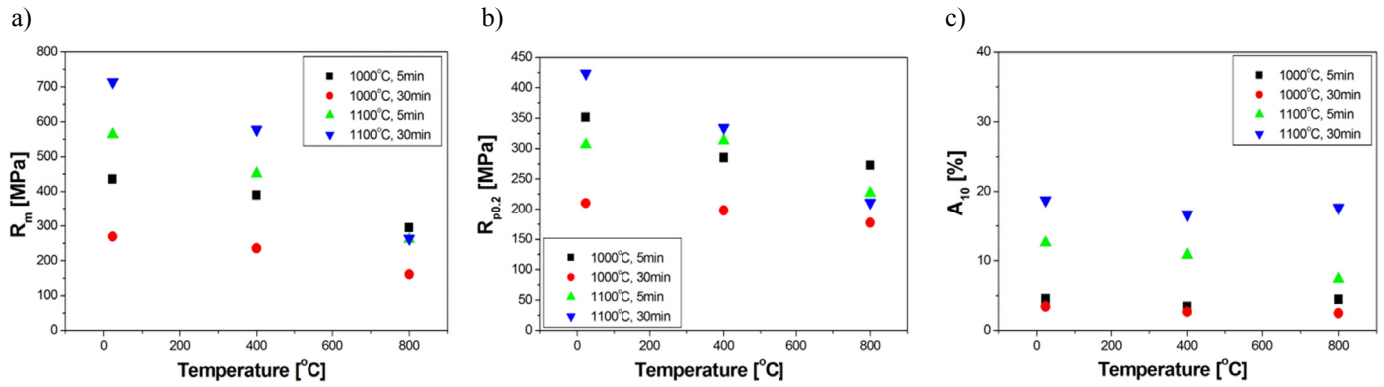 a)
800
700
600
500
400
300
200
100
0
R_m [MPa]
0 200 400 600 800
Temperature [°C]
1000°C, 5min
1000°C, 30min
1100°C, 5min
1100°C, 30min
b)
450
400
350
300
250
200
150
100
50
0
R_p0.2 [MPa]
0 200 400 600 800
Temperature [°C]
1000°C, 5min
1000°C, 30min
1100°C, 5min
1100°C, 30min
c)
40
30
20
10
0
A_10 [%]
0 200 400 600 800
Temperature [°C]
1000°C, 5min
1000°C, 30min
1100°C, 5min
1100°C, 30min